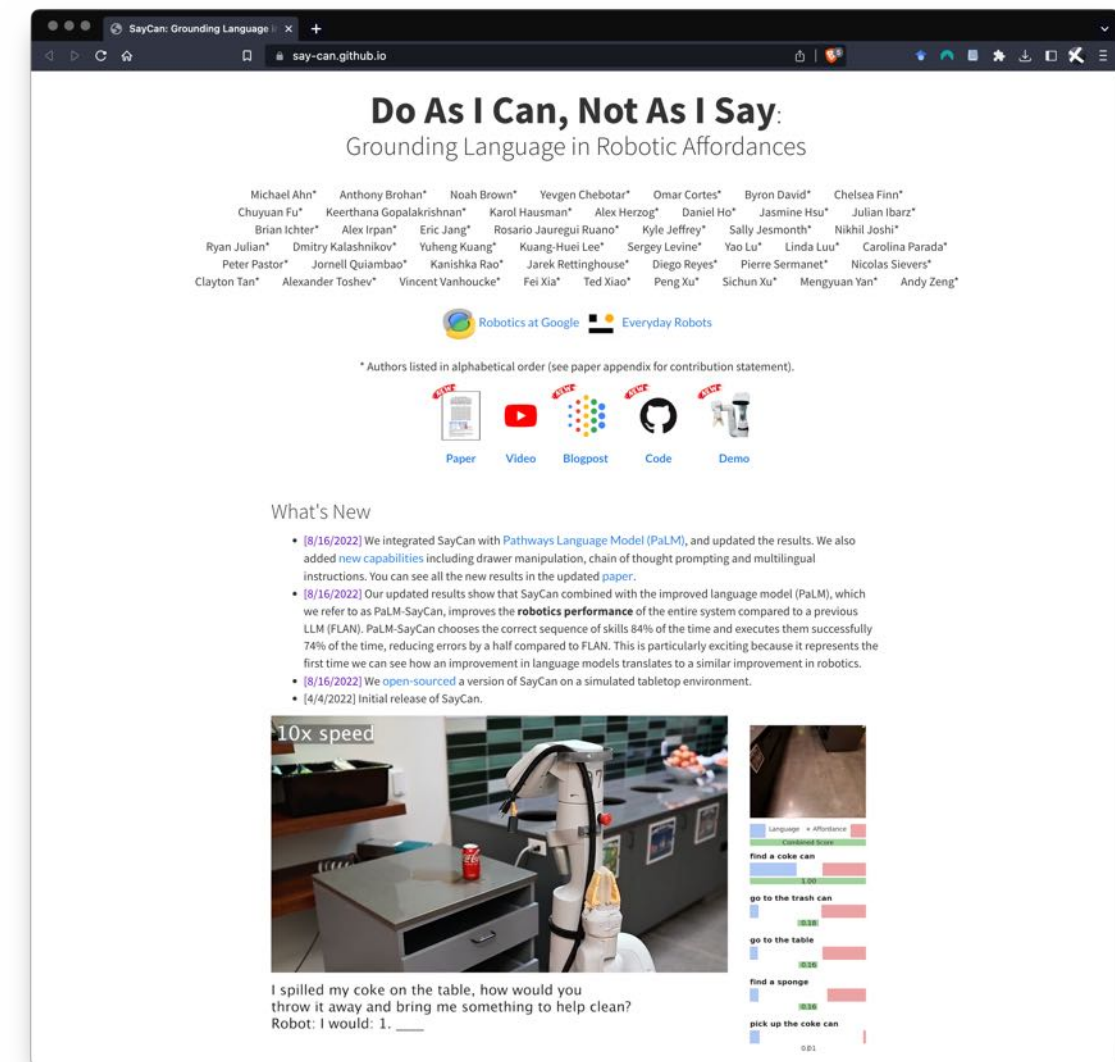 SayCan: Grounding Language i
say-can.github.io
Do As I Can, Not As I Say:
Grounding Language in Robotic Affordances
Michael Ahn* Anthony Brohan* Noah Brown* Yevgen Chebotar* Omar Cortes* Byron David* Chelsea Finn*
Chuyuan Fu* Keerthana Gopalakrishnan* Karol Hausman* Alex Herzog* Daniel Ho* Jasmine Hsu* Julian Ibarz*
Brian Ichter* Alex Irpan* Eric Jang* Rosario Jauregui Ruano* Kyle Jeffrey* Sally Jesmonth* Nikhil Joshi*
Ryan Julian* Dmitry Kalashnikov* Yuheng Kuang* Kuang-Huei Lee* Sergey Levine* Yao Lu* Linda Luu* Carolina Parada*
Peter Pastor* Jornell Quiambao* Kanishka Rao* Jarek Rettinghouse* Diego Reyes* Pierre Sermanet* Nicolas Sievers*
Clayton Tan* Alexander Toshev* Vincent Vanhoucke* Fei Xia* Ted Xiao* Peng Xu* Sichun Xu* Mengyuan Yan* Andy Zeng*
Robotics at Google Everyday Robots
* Authors listed in alphabetical order (see paper appendix for contribution statement).
NEW NEW NEW NEW
Paper Video Blogpost Code Demo
What's New
• [8/16/2022] We integrated SayCan with Pathways Language Model (PaLM), and updated the results. We also
added new capabilities including drawer manipulation, chain of thought prompting and multilingual
instructions. You can see all the new results in the updated paper.
• [8/16/2022] Our updated results show that SayCan combined with the improved language model (PaLM), which
we refer to as PaLM-SayCan, improves the robotics performance of the entire system compared to a previous
LLM (FLAN). PaLM-SayCan chooses the correct sequence of skills 84% of the time and executes them successfully
74% of the time, reducing errors by a half compared to FLAN. This is particularly exciting because it represents the
first time we can see how an improvement in language models translates to a similar improvement in robotics.
• [8/16/2022] We open-sourced a version of SayCan on a simulated tabletop environment.
• [4/4/2022] Initial release of SayCan.
10x speed
Language × Affordance
Combined Score
find a coke can
1.00
go to the trash can
0.18
go to the table
0.16
find a sponge
0.16
pick up the coke can
0.01
I spilled my coke on the table, how would you
throw it away and bring me something to help clean?
Robot: I would: 1. ____